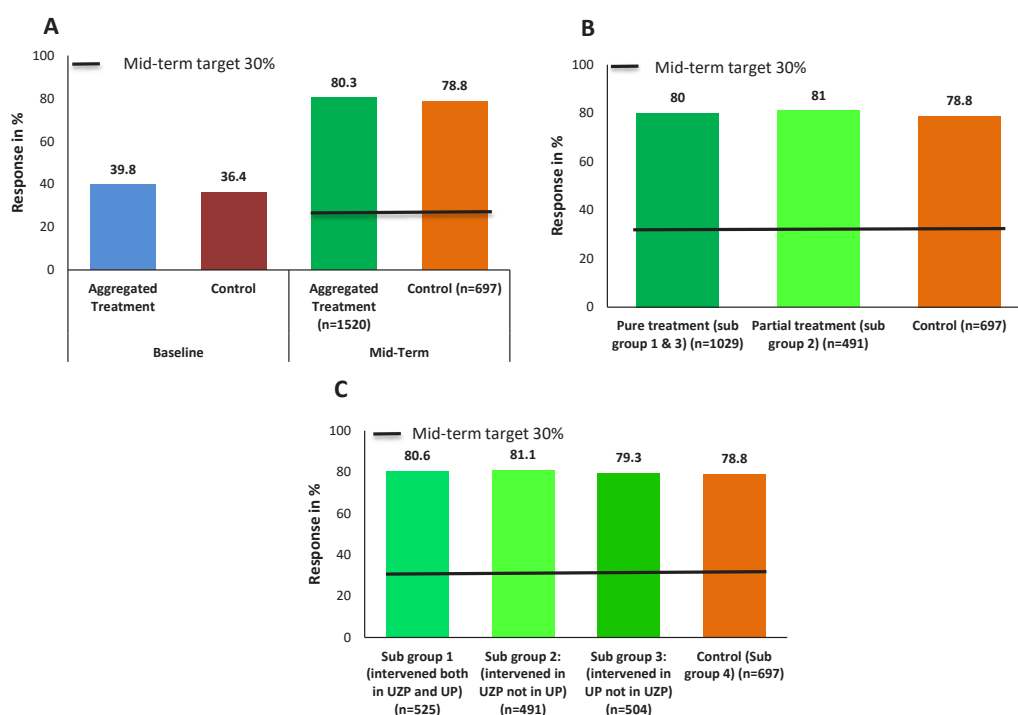 A
Mid-term target 30%
Response in %
100
80
60
40
20
0
39.8
36.4
80.3
78.8
Aggregated
Treatment
Control
Aggregated
Treatment
(n=1520)
Control (n=697)
Baseline
Mid-Term
B
Mid-term target 30%
Response in %
100
80
60
40
20
0
80
81
78.8
Pure treatment (sub
group 1 & 3) (n=1029)
Partial treatment (sub
group 2) (n=491)
Control (n=697)
C
Mid-term target 30%
Response in %
100
80
60
40
20
0
80.6
81.1
79.3
78.8
Sub group 1
(intervened both
in UZP and UP)
(n=525)
Sub group 2:
(intervened in
UZP not in UP)
(n=491)
Sub group 3:
(intervened in
UP not in UZP)
(n=504)
Control (Sub
group 4) (n=697)